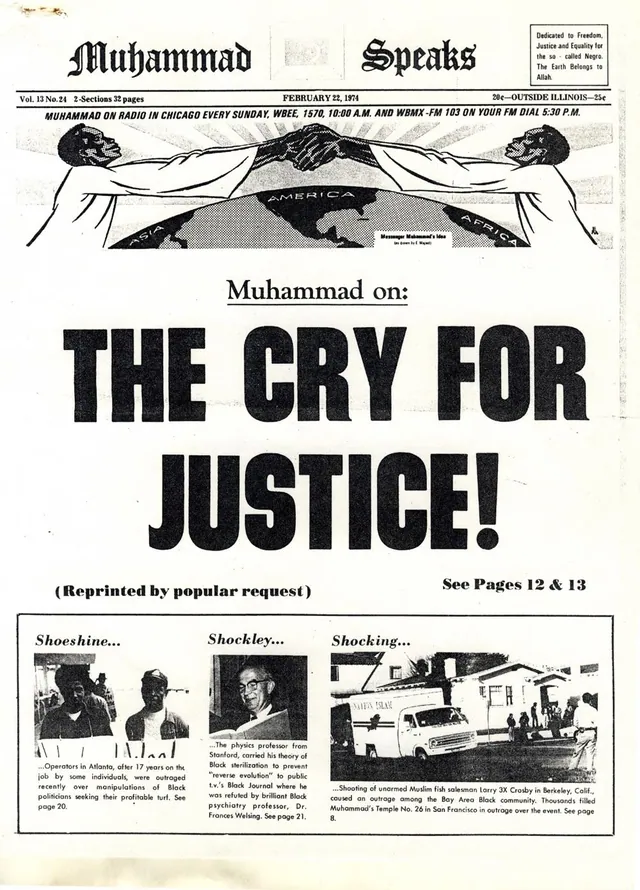 Muhammad Speaks
Dedicated to Freedom,
Justice and Equality for
the so - called Negro.
The Earth Belongs to
Allah.
Vol. 13 No. 24 2-Sections 32 pages
FEBRUARY 22, 1974
20c—OUTSIDE ILLINOIS—25c
MUHAMMAD ON RADIO IN CHICAGO EVERY SUNDAY, WBEE, 1570, 10:00 A.M. AND WBMX-FM 103 ON YOUR FM DIAL 5:30 P.M.
ASIA
AMERICA
AFRICA
Messenger Muhammad's Idea
(as drawn by E. Majied)
Muhammad on:
THE CRY FOR
JUSTICE!
(Reprinted by popular request)
See Pages 12 & 13
Shoeshine...
...Operators in Atlanta, after 17 years on the
job by some individuals, were outraged
recently over manipulations of Black
politicians seeking their profitable turf. See
page 20.
Shockley...
...The physics professor from
Stanford, carried his theory of
Black sterilization to prevent
"reverse evolution" to public
t.v.'s Black Journal where he
was refuted by brilliant Black
psychiatry professor, Dr.
Frances Welsing. See page 21.
Shocking...
...Shooting of unarmed Muslim fish salesman Larry 3X Crosby in Berkeley, Calif.,
caused an outrage among the Bay Area Black community. Thousands filled
Muhammad's Temple No. 26 in San Francisco in outrage over the event. See page
8.